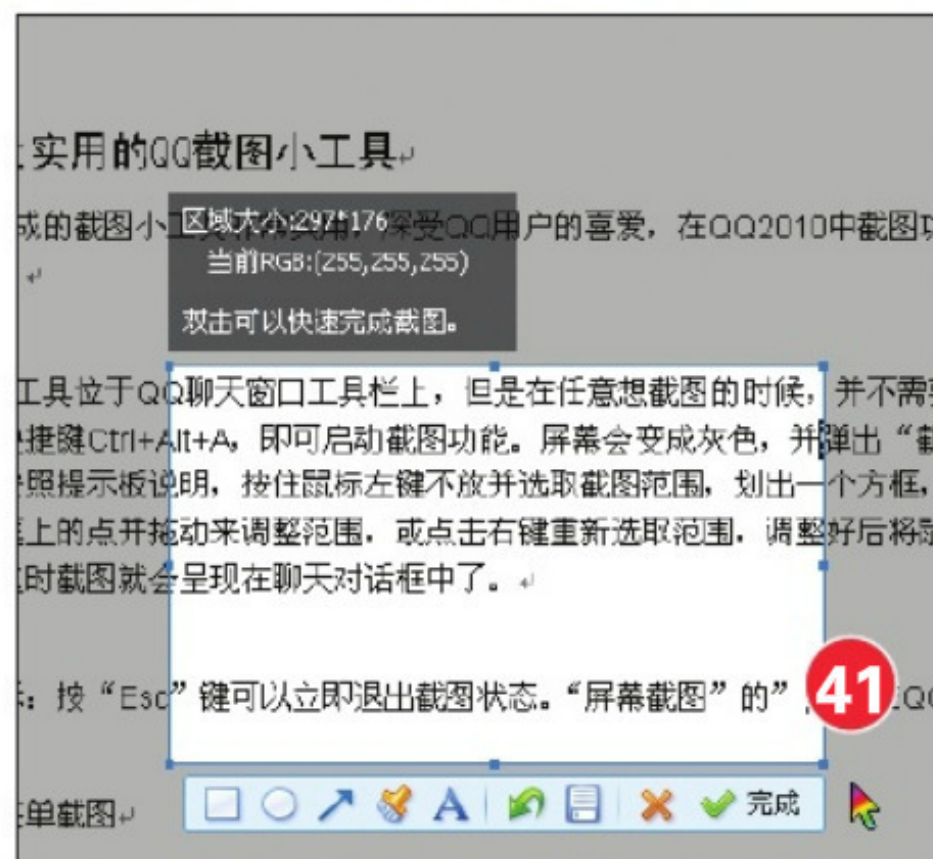 实用的QQ截图小工具
成的截图小工具非常实用，深受QQ用户的喜爱，在QQ2010中截图功
区域大小:297*176
当前RGB:(255,255,255)
双击可以快速完成截图。
工具位于QQ聊天窗口工具栏上，但是在任意想截图的时候，并不需要
捷键Ctrl+Alt+A，即可启动截图功能。屏幕会变成灰色，并弹出“截
照提示板说明，按住鼠标左键不放并选取截图范围，划出一个方框，
上的点并拖动来调整范围，或点击右键重新选取范围，调整好后将
时截图就会呈现在聊天对话框中了。
：按“Esc”键可以立即退出截图状态。“屏幕截图”的”
41
单截图
A 完成